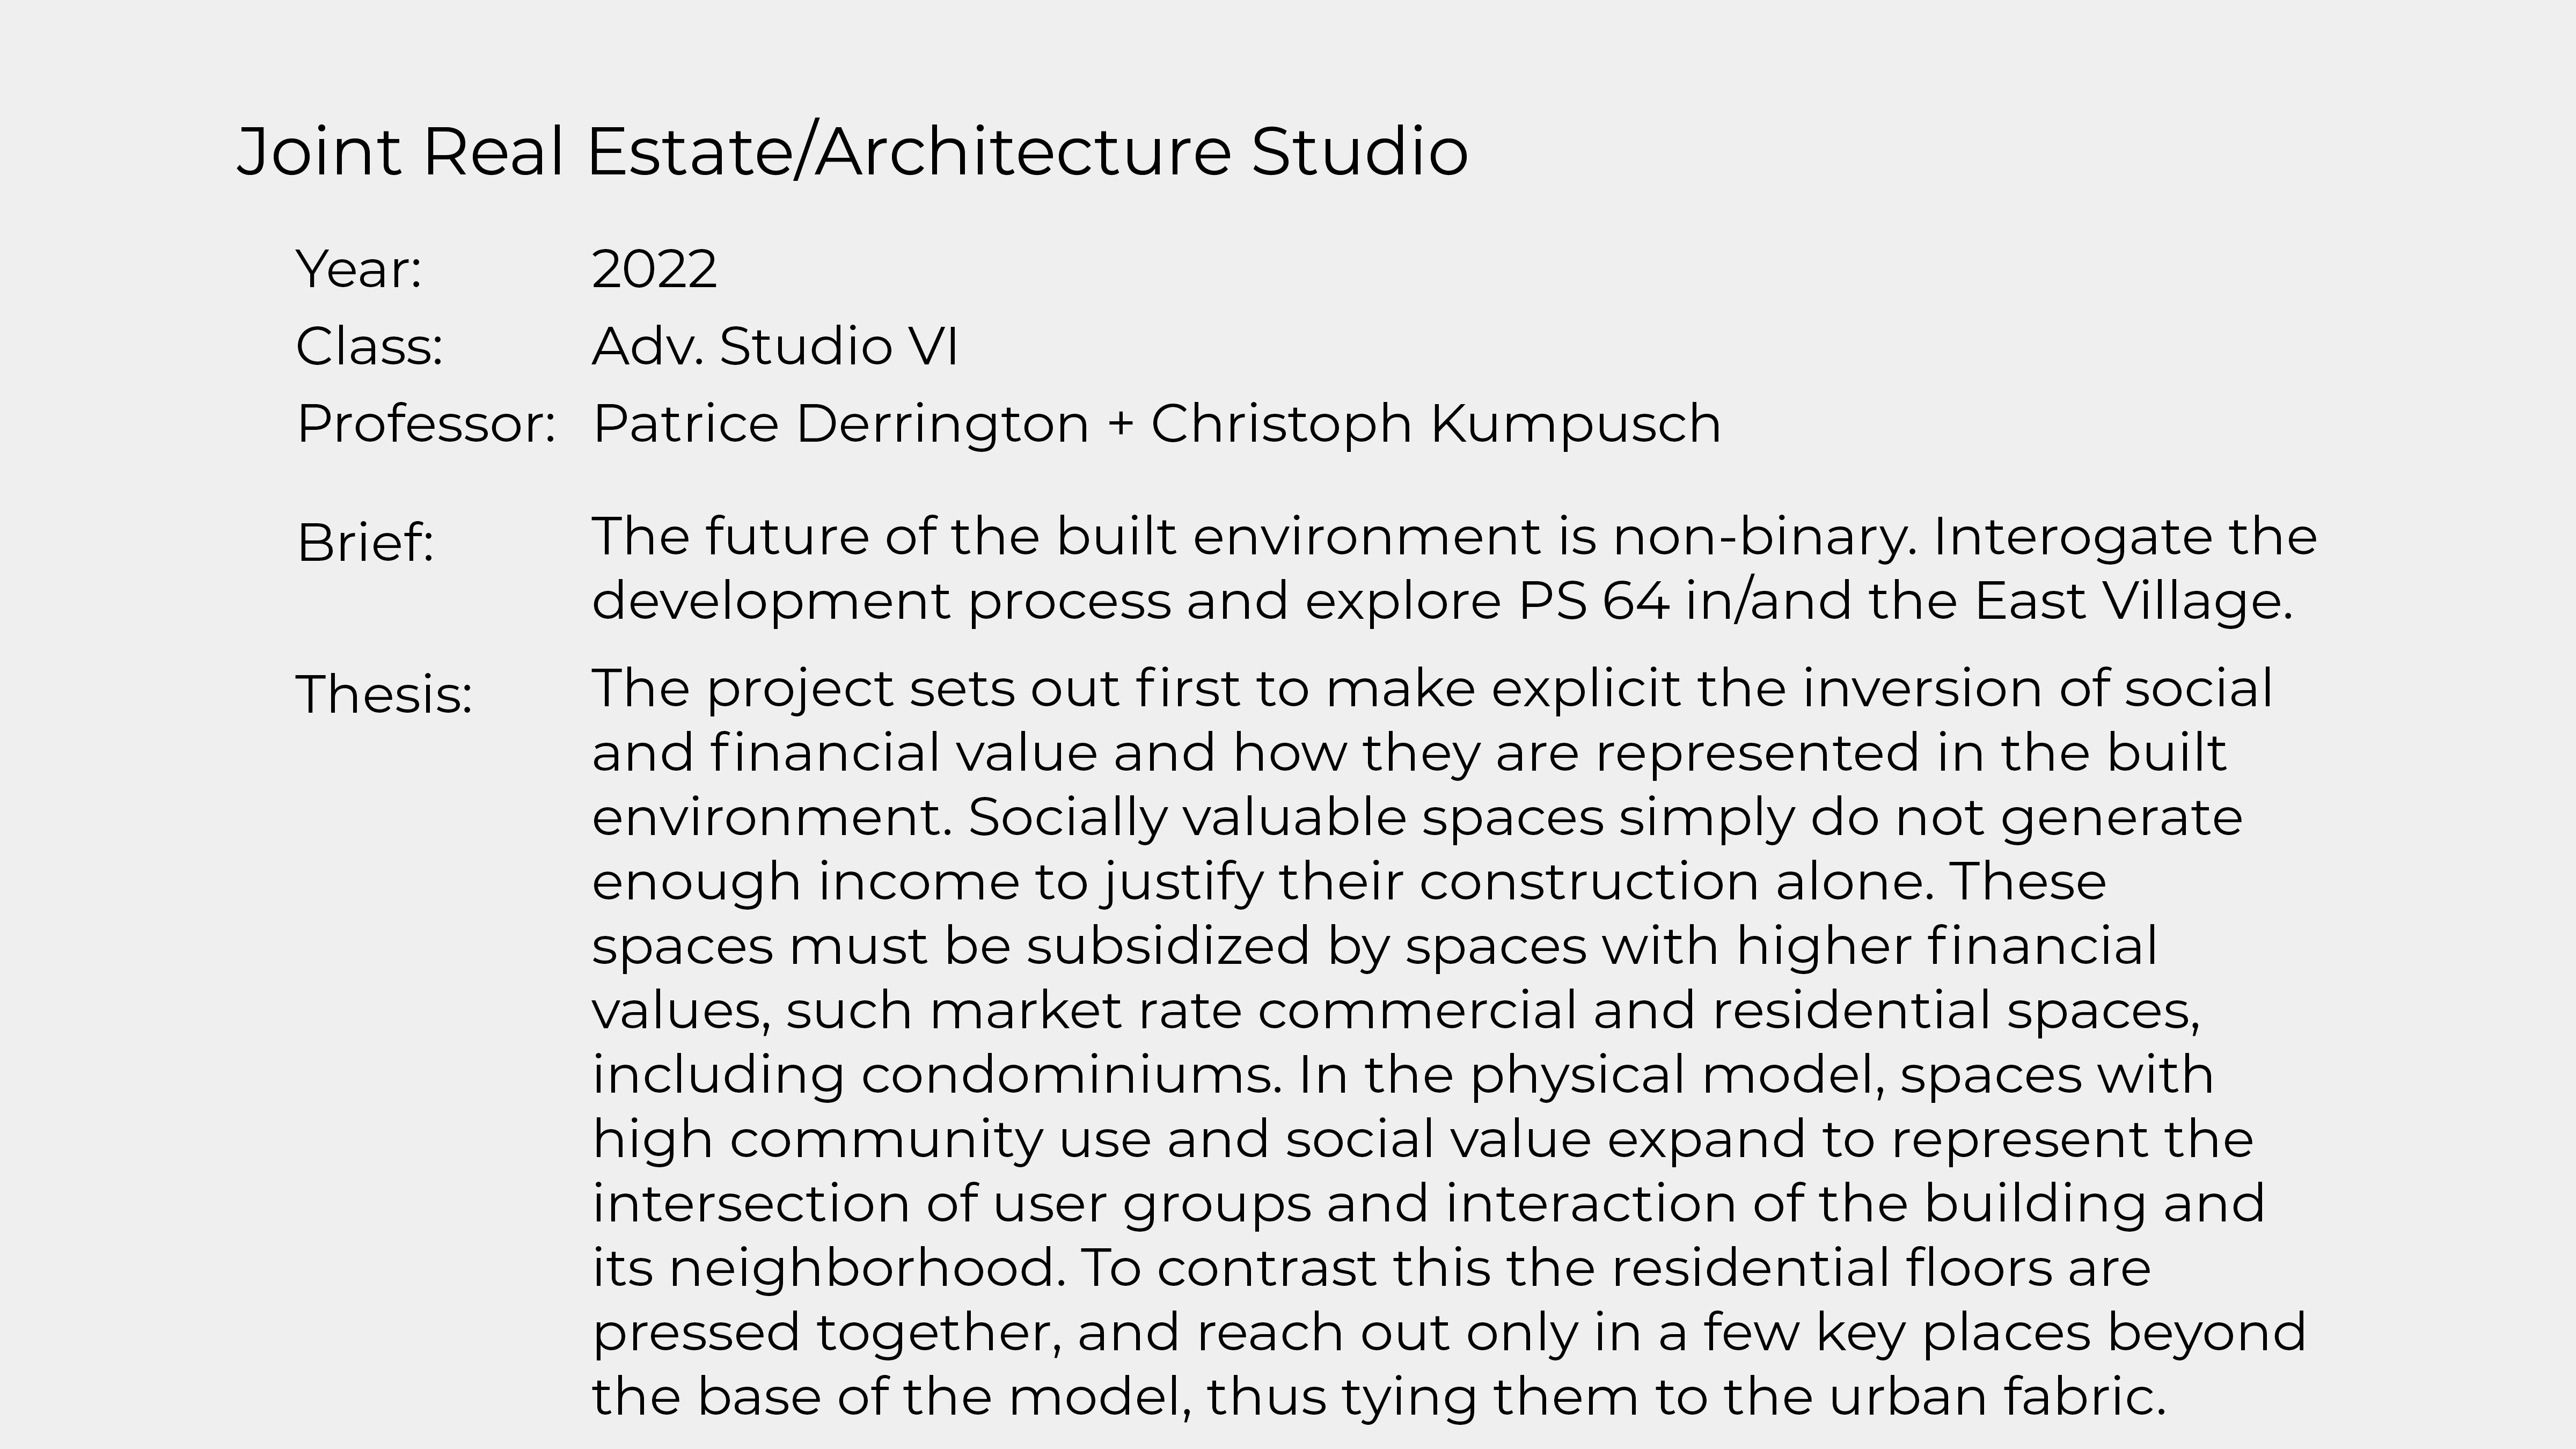 Joint Real Estate/Architecture Studio
Year: 2022
Class: Adv. Studio VI
Professor: Patrice Derrington + Christoph Kumpusch
Brief: The future of the built environment is non-binary. Interogate the
development process and explore PS 64 in/and the East Village.
Thesis: The project sets out first to make explicit the inversion of social
and financial value and how they are represented in the built
environment. Socially valuable spaces simply do not generate
enough income to justify their construction alone. These
spaces must be subsidized by spaces with higher financial
values, such market rate commercial and residential spaces,
including condominiums. In the physical model, spaces with
high community use and social value expand to represent the
intersection of user groups and interaction of the building and
its neighborhood. To contrast this the residential floors are
pressed together, and reach out only in a few key places beyond
the base of the model, thus tying them to the urban fabric.